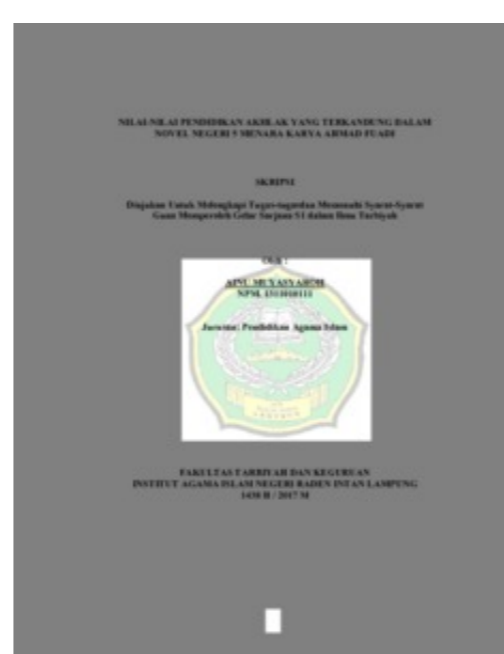 NILAI-NILAI PENDIDIKAN AKHLAK YANG TERKANDUNG DALAM
NOVEL NEGERI 5 MENARA KARYA AHMAD FUADI
SKRIPSI
Diajukan Untuk Melengkapi Tugas-tugas dan Memenuhi Syarat-Syarat
Guna Memperoleh Gelar Sarjana S1 dalam Ilmu Tarbiyah
Oleh :
AINU MUYASYAROH
NPM. 1311010111
Jurusan: Pendidikan Agama Islam
FAKULTAS TARBIYAH DAN KEGURUAN
INSTITUT AGAMA ISLAM NEGERI RADEN INTAN LAMPUNG
1438 H / 2017 M